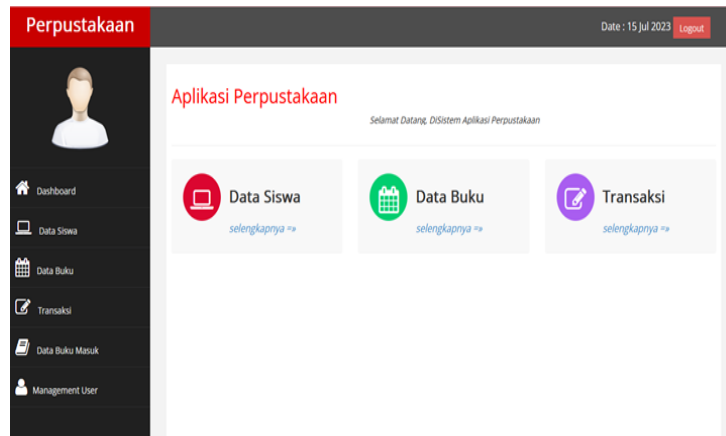 Perpustakaan
Date : 15 Jul 2023 Logout
Aplikasi Perpustakaan
Selamat Datang, DiSistem Aplikasi Perpustakaan
Dashboard
Data Siswa
Data Buku
Transaksi
Data Buku Masuk
Management User
Data Siswa
selengkapnya =»
Data Buku
selengkapnya =»
Transaksi
selengkapnya =»